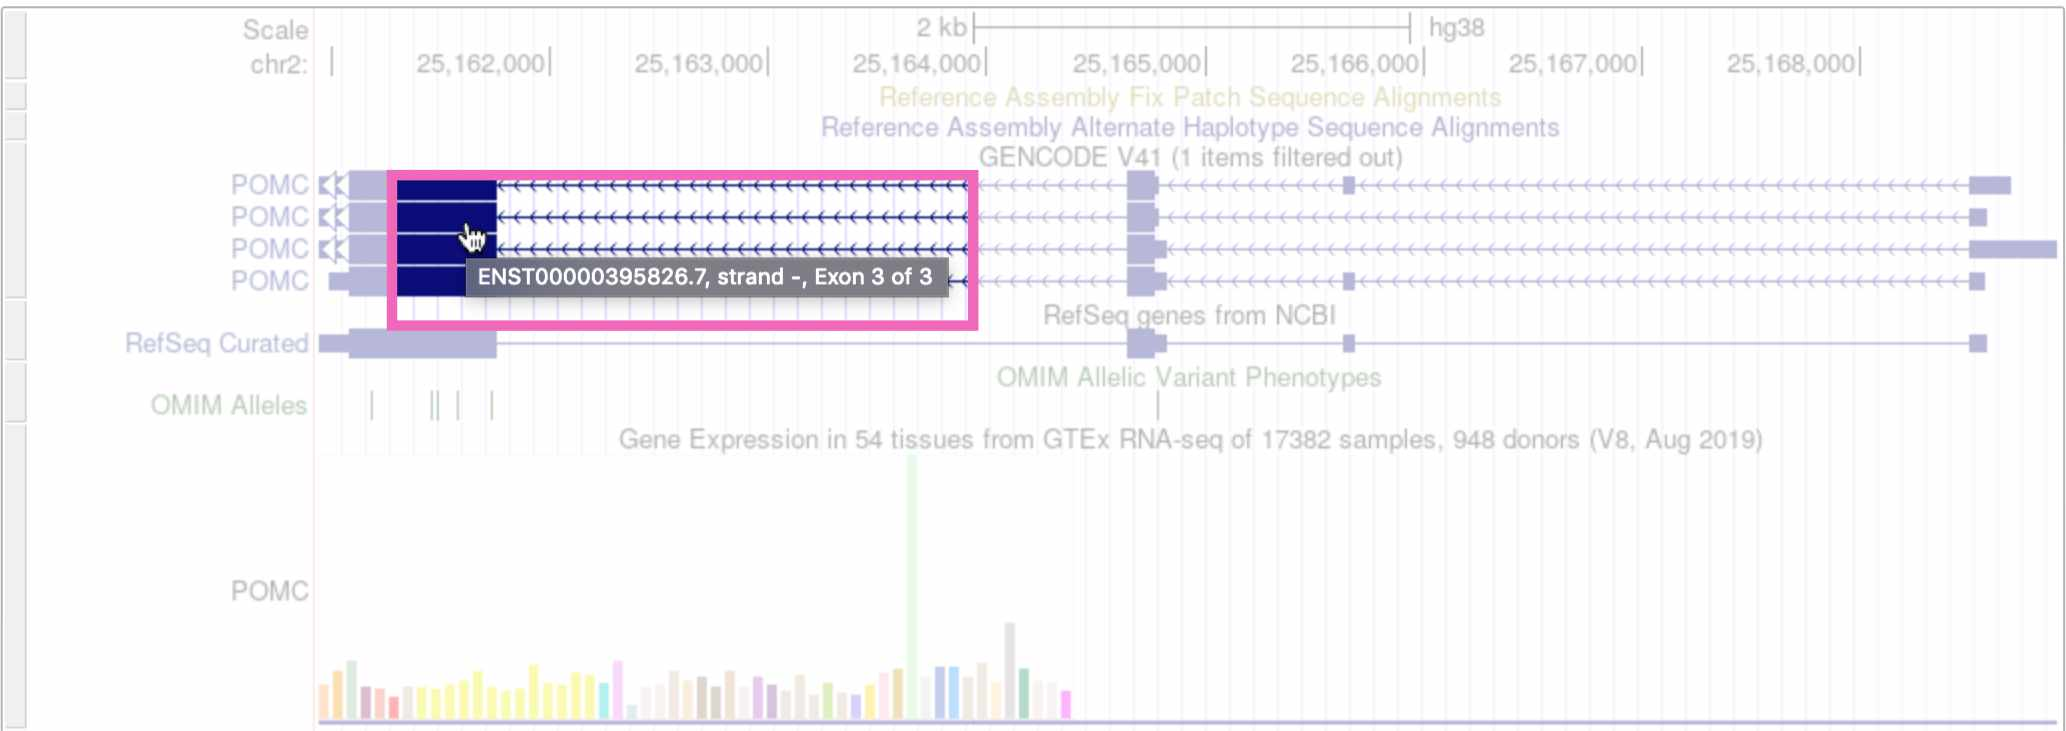 Scale 2 kb hg38
chr2: 25,162,000 25,163,000 25,164,000 25,165,000 25,166,000 25,167,000 25,168,000
Reference Assembly Fix Patch Sequence Alignments
Reference Assembly Alternate Haplotype Sequence Alignments
GENCODE V41 (1 items filtered out)
POMC
POMC
POMC
ENST00000395826.7, strand -, Exon 3 of 3
POMC
RefSeq genes from NCBI
RefSeq Curated
OMIM Allelic Variant Phenotypes
OMIM Alleles
Gene Expression in 54 tissues from GTEx RNA-seq of 17382 samples, 948 donors (V8, Aug 2019)
POMC